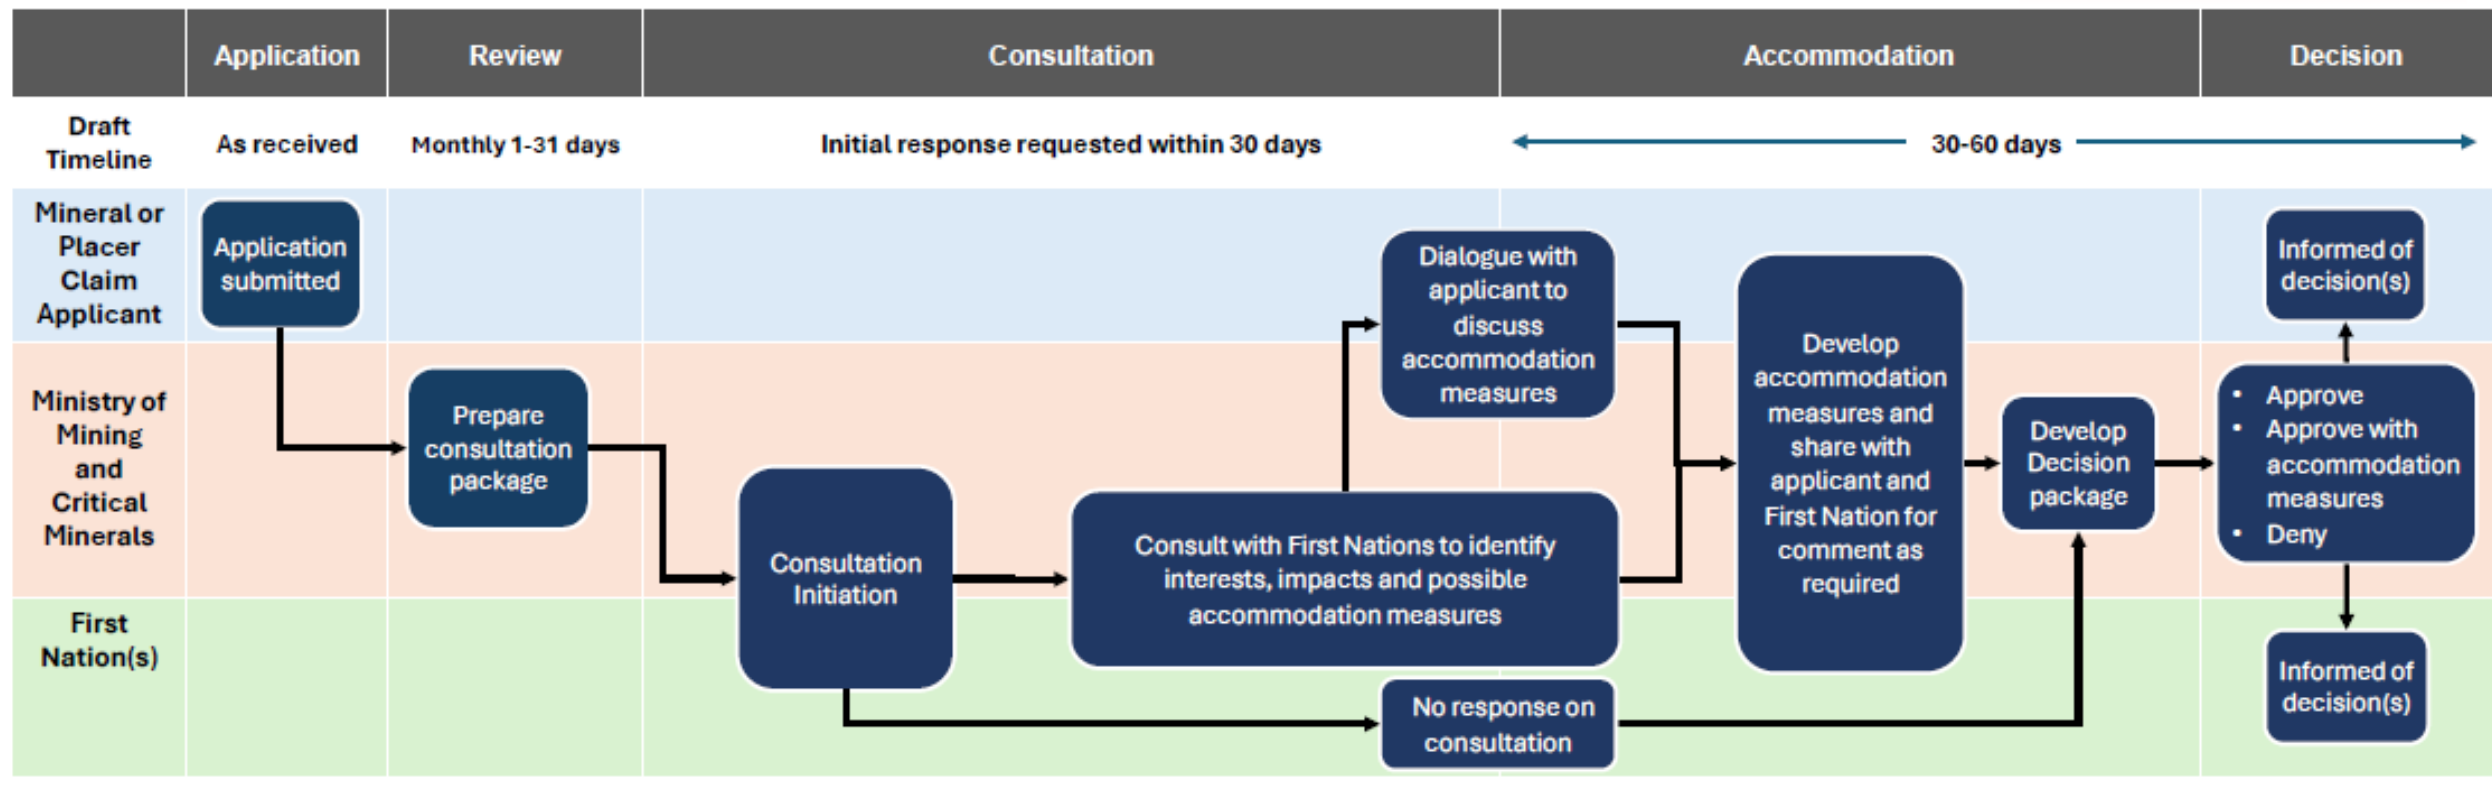 Application
Review
Consultation
Accommodation
Decision
Draft
Timeline
As received
Monthly 1-31 days
Initial response requested within 30 days
30-60 days
Mineral or
Placer
Claim
Applicant
Application
submitted
Dialogue with
applicant to
discuss
accommodation
measures
Informed of
decision(s)
Ministry of
Mining
and
Critical
Minerals
Prepare
consultation
package
Consultation
Initiation
Consult with First Nations to identify
interests, impacts and possible
accommodation measures
Develop
accommodation
measures and
share with
applicant and
First Nation for
comment as
required
Develop
Decision
package
• Approve
• Approve with
accommodation
measures
• Deny
First
Nation(s)
No response on
consultation
Informed of
decision(s)